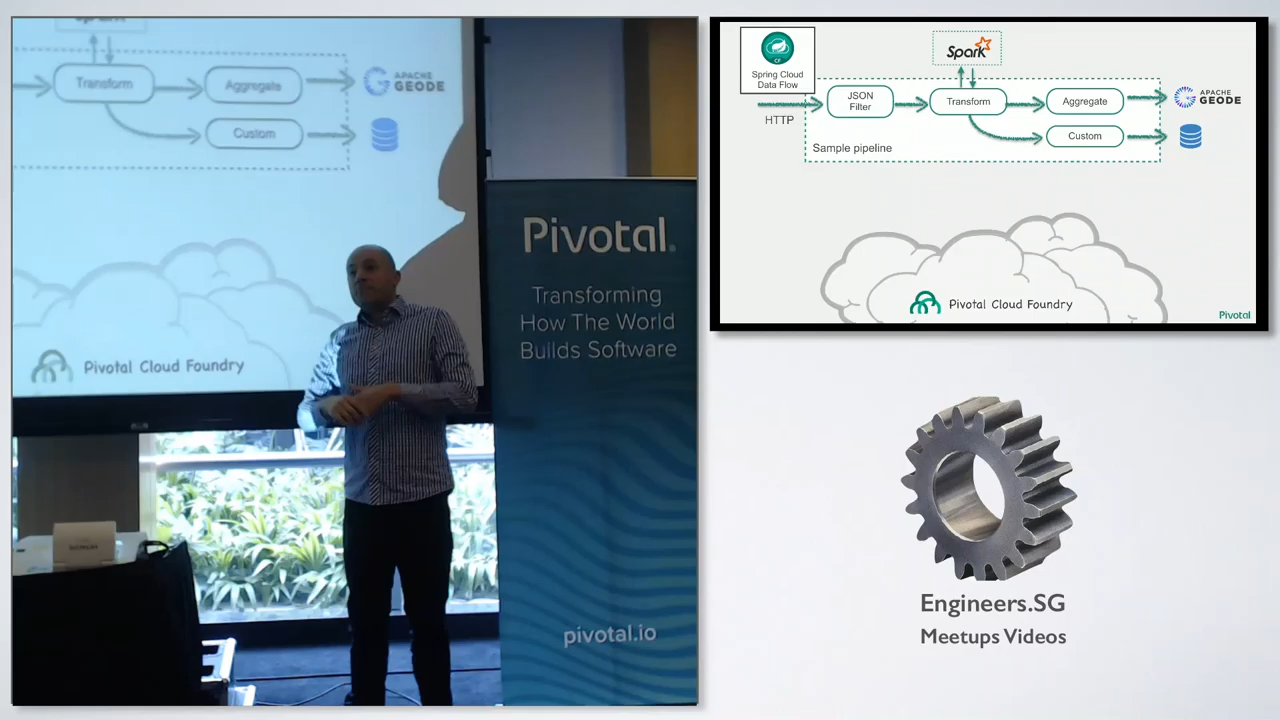 Spark
Transform
Aggregate
Custom
APACHE
GEODE
Pivotal Cloud Foundry
Pivotal
Transforming
How The World
Builds Software
pivotal.io
CF
Spring Cloud
Data Flow
HTTP
JSON
Filter
Spark
Transform
Aggregate
Custom
APACHE
GEODE
Sample pipeline
Pivotal Cloud Foundry
Pivotal
Engineers.SG
Meetups Videos